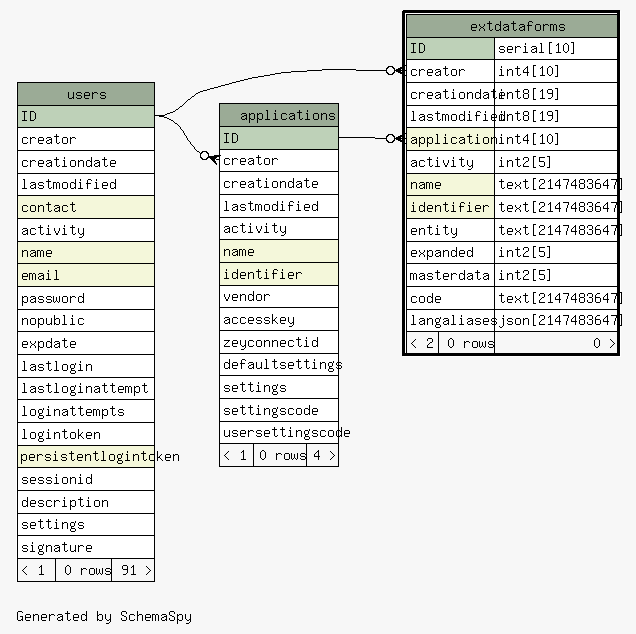 users
ID
creator
creationdate
lastmodified
contact
activity
name
email
password
nopublic
expdate
lastlogin
lastloginattempt
loginattempts
logintoken
persistentlogintoken
sessionid
description
settings
signature
< 1 0 rows 91 >
applications
ID
creator
creationdate
lastmodified
activity
name
identifier
vendor
accesskey
zeyconnectid
defaultsettings
settings
settingscode
usersettingscode
< 1 0 rows 4 >
extdataforms
ID serial[10]
creator int4[10]
creationdate int8[19]
lastmodified int8[19]
application int4[10]
activity int2[5]
name text[2147483647]
identifier text[2147483647]
entity text[2147483647]
expanded int2[5]
masterdata int2[5]
code text[2147483647]
langaliases json[2147483647]
< 2 0 rows 0 >
Generated by SchemaSpy